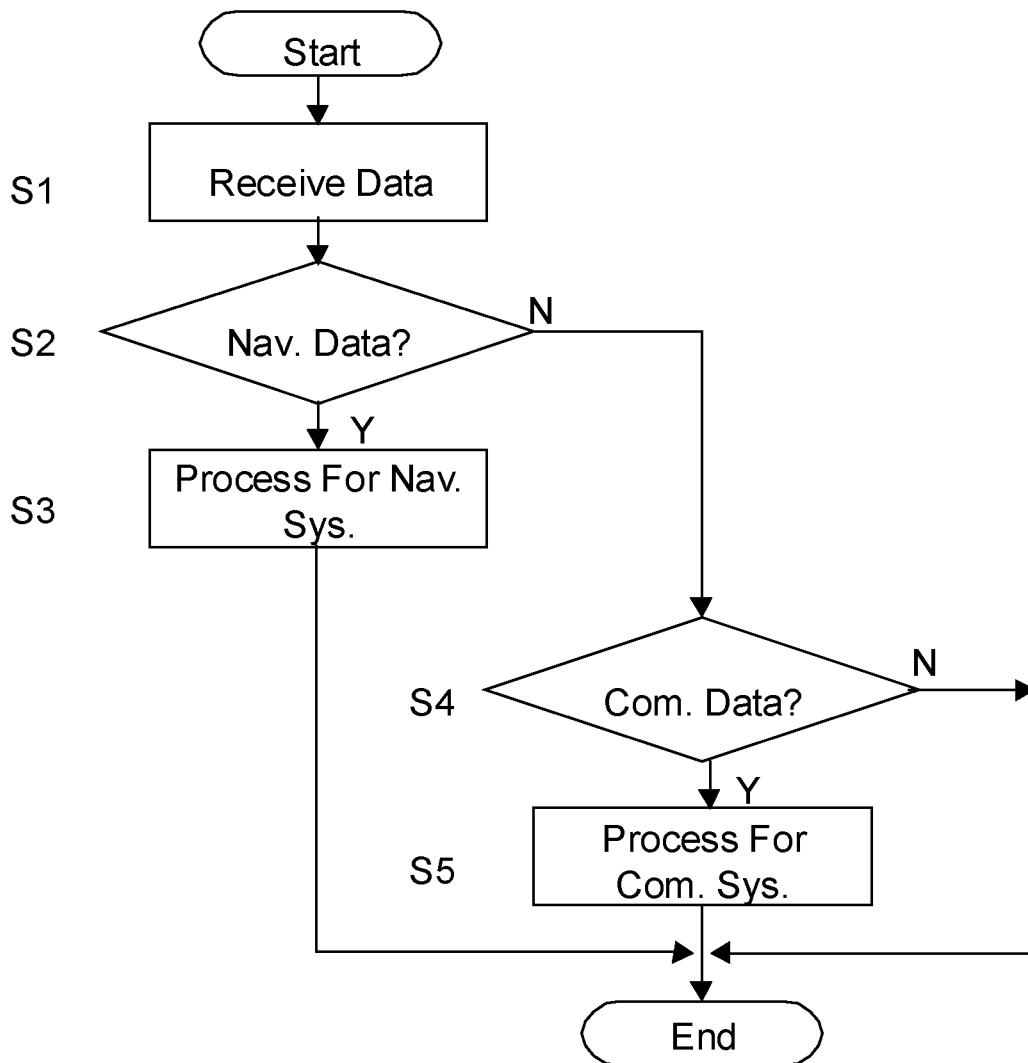 Start
S1
Receive Data
N
S2
Nav. Data?
Y
S3
Process For Nav.
Sys.
N
S4
Com. Data?
Y
S5
Process For
Com. Sys.
End